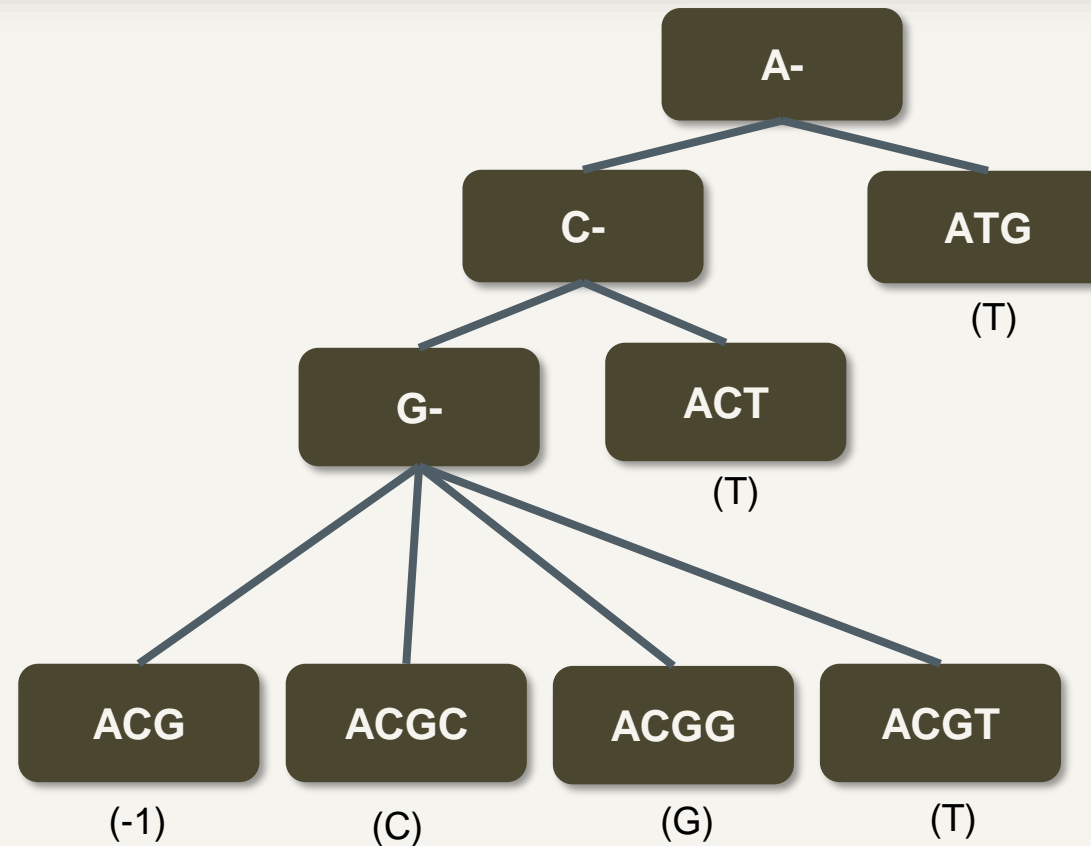 A-
C-
ATG
(T)
G-
ACT
(T)
ACG
ACGC
ACGG
ACGT
(-1)
(C)
(G)
(T)